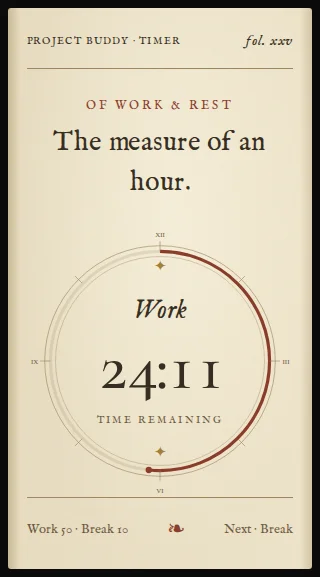 PROJECT BUDDY · TIMER
fol. xxv
OF WORK & REST
The measure of an
hour.
XII
Work
IX
24:11
III
TIME REMAINING
VI
Work 50 · Break 10
Next · Break